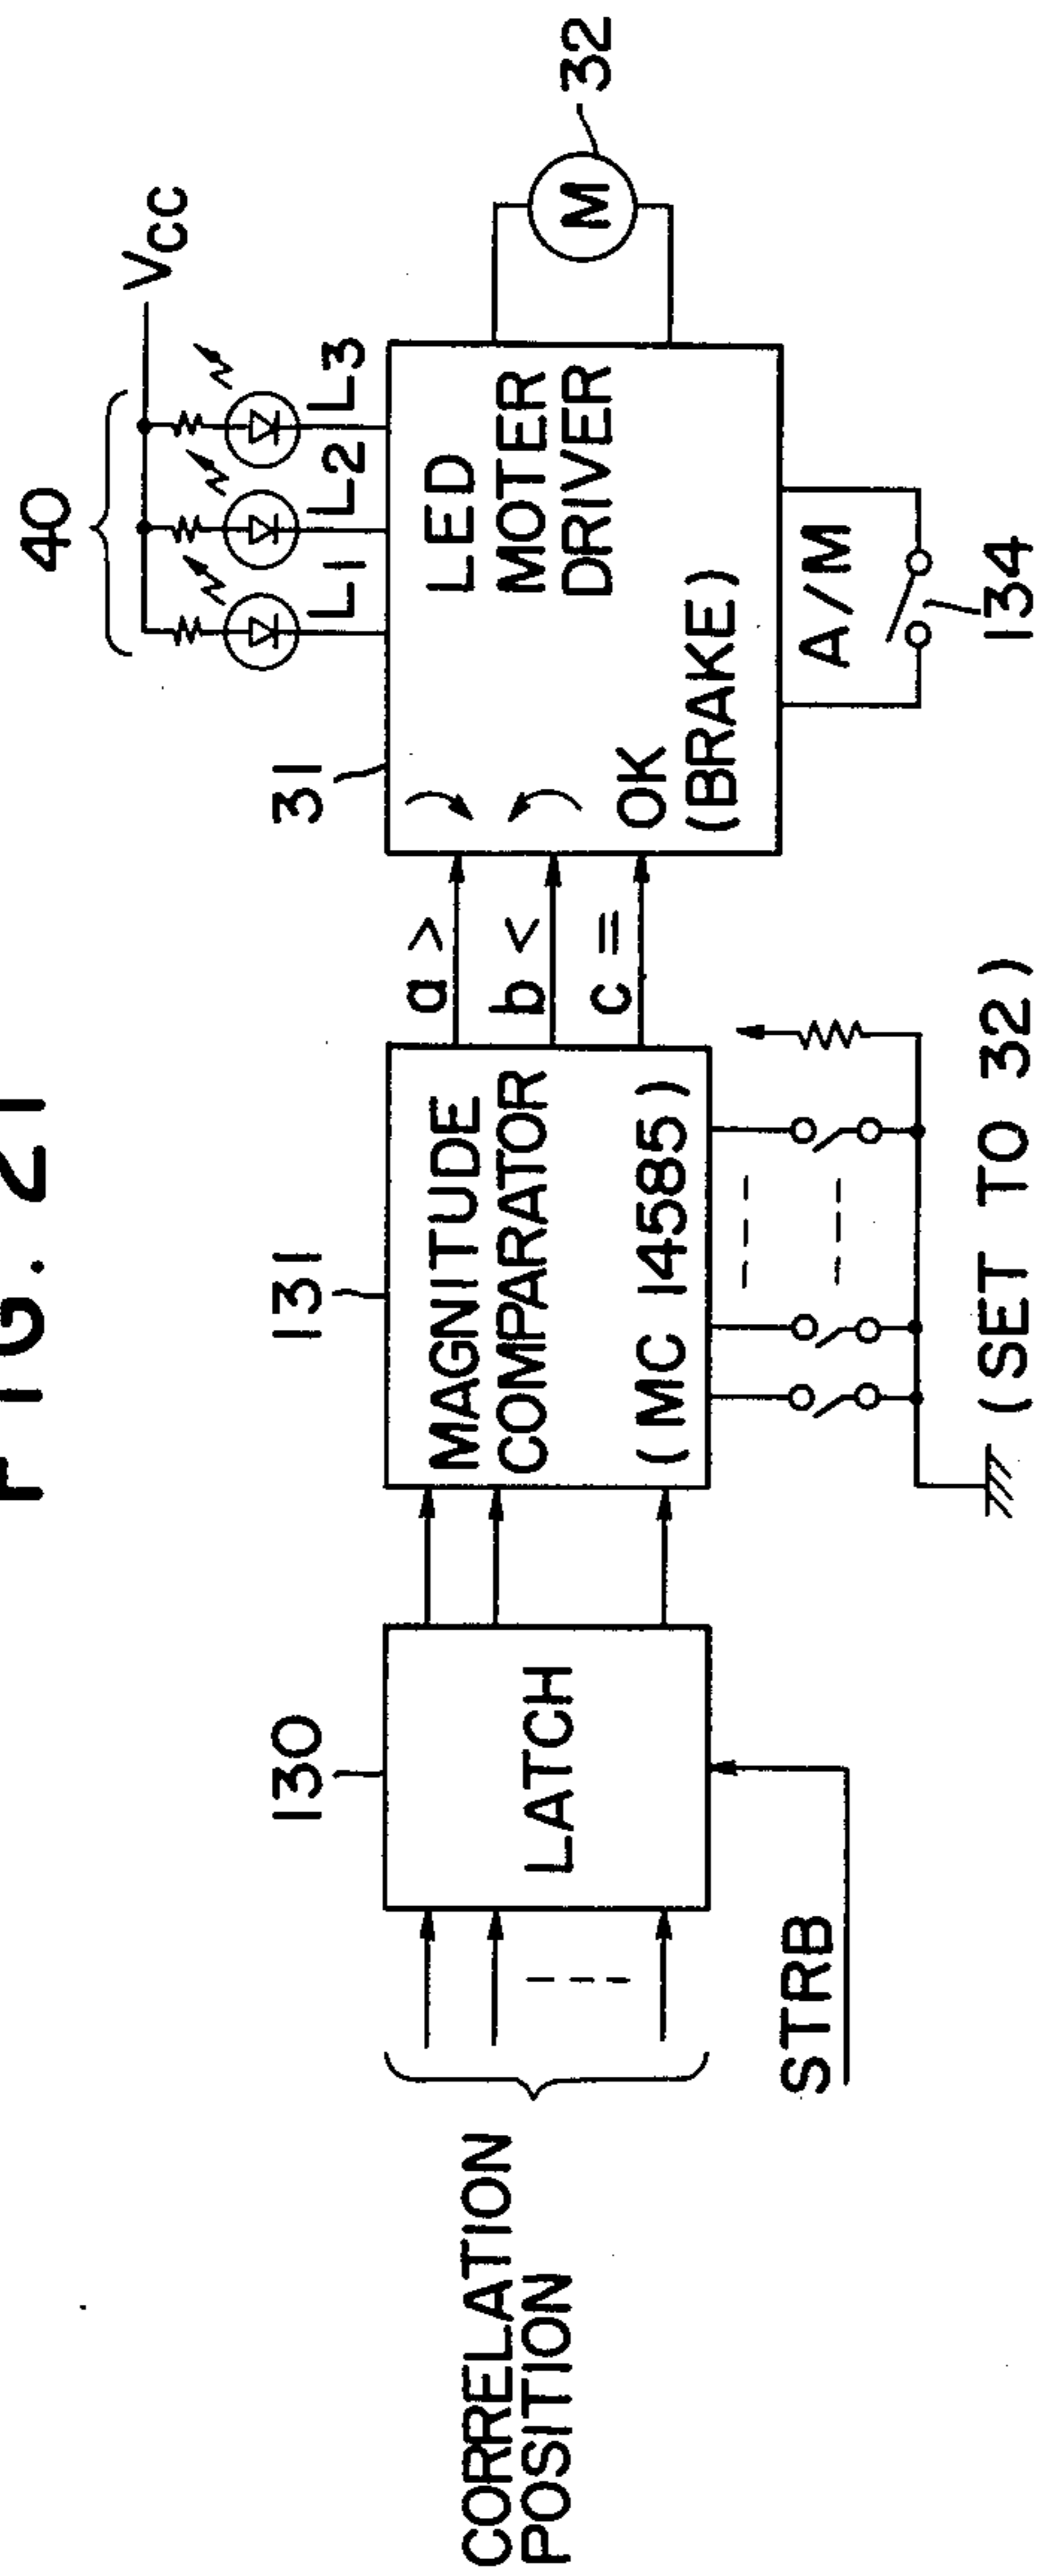 FIG. 21
CORRELATION
POSITION
STRB
130
LATCH
131
MAGNITUDE
COMPARATOR
(MC 14585)
(SET TO 32)
a >
b <
c =
31
OK
(BRAKE)
LED
MOTER
DRIVER
40
L1
L2
L3
VCC
M
32
A/M
134